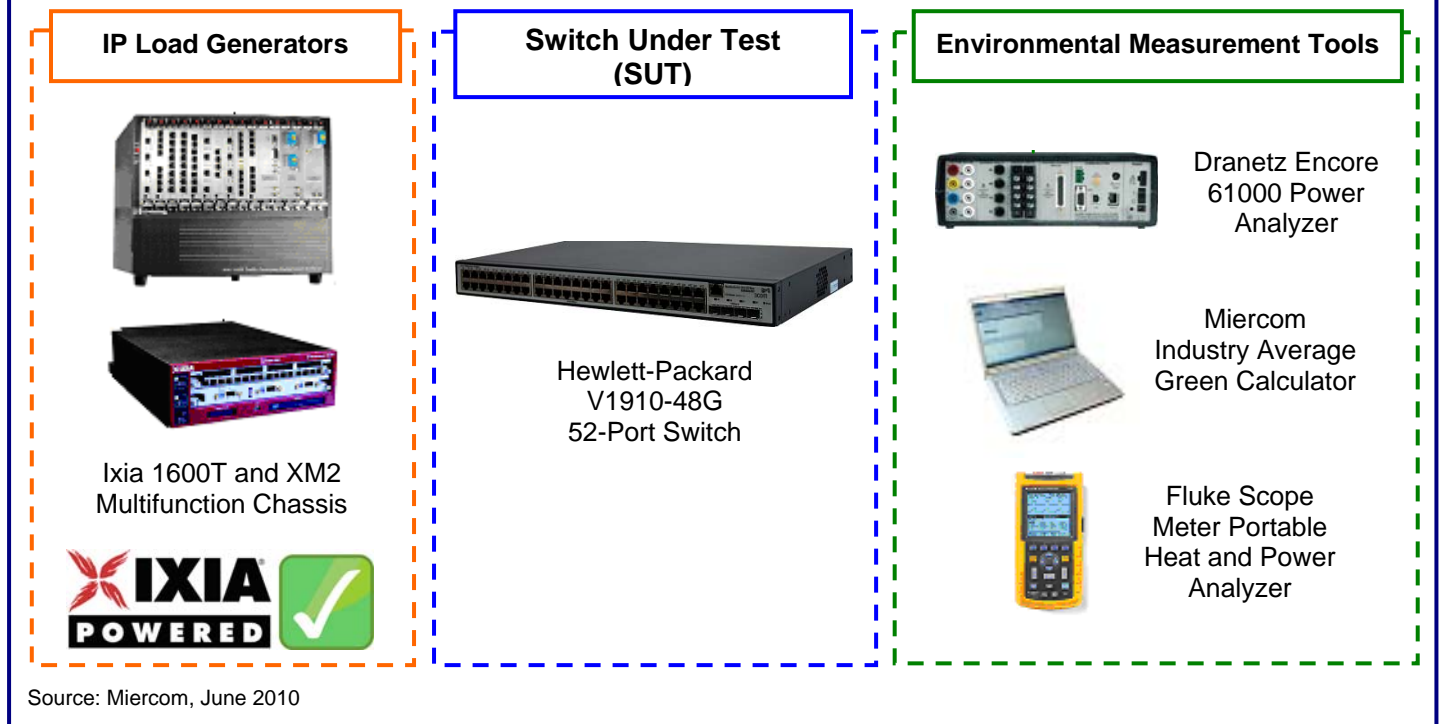 IP Load Generators
Ixia 1600T and XM2
Multifunction Chassis
IXIA
POWERED
Switch Under Test
(SUT)
Hewlett-Packard
V1910-48G
52-Port Switch
Environmental Measurement Tools
Dranetz Encore
61000 Power
Analyzer
Miercom
Industry Average
Green Calculator
Fluke Scope
Meter Portable
Heat and Power
Analyzer
Source: Miercom, June 2010